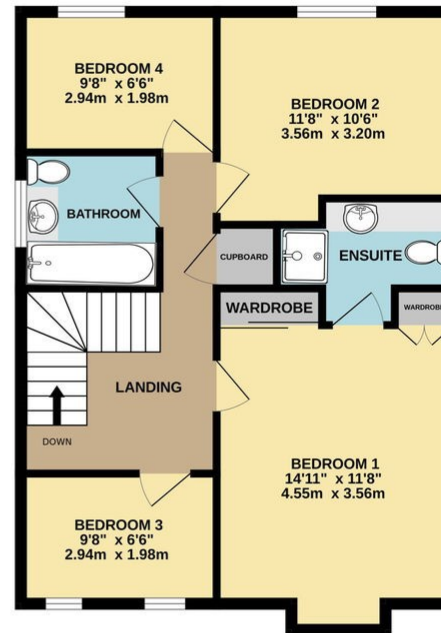 BEDROOM 4
9'8" x 6'6"
2.94m x 1.98m
BEDROOM 2
11'8" x 10'6"
3.56m x 3.20m
BATHROOM
CUPBOARD
ENSUITE
WARDROBE
WARDROBE
LANDING
DOWN
BEDROOM 1
14'11" x 11'8"
4.55m x 3.56m
BEDROOM 3
9'8" x 6'6"
2.94m x 1.98m